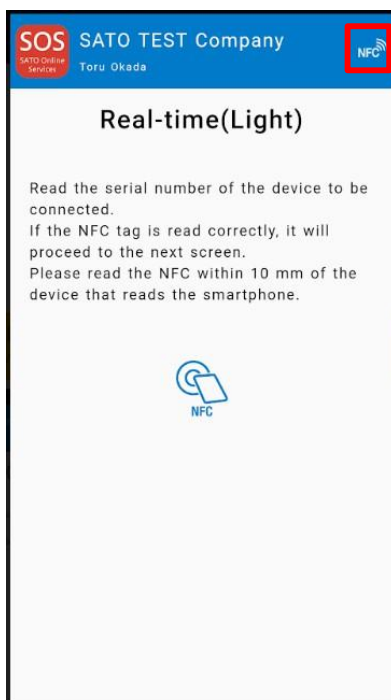 SOS
SATO Online
Services
SATO TEST Company
Toru Okada
NFC
Real-time(Light)
Read the serial number of the device to be
connected.
If the NFC tag is read correctly, it will
proceed to the next screen.
Please read the NFC within 10 mm of the
device that reads the smartphone.
NFC